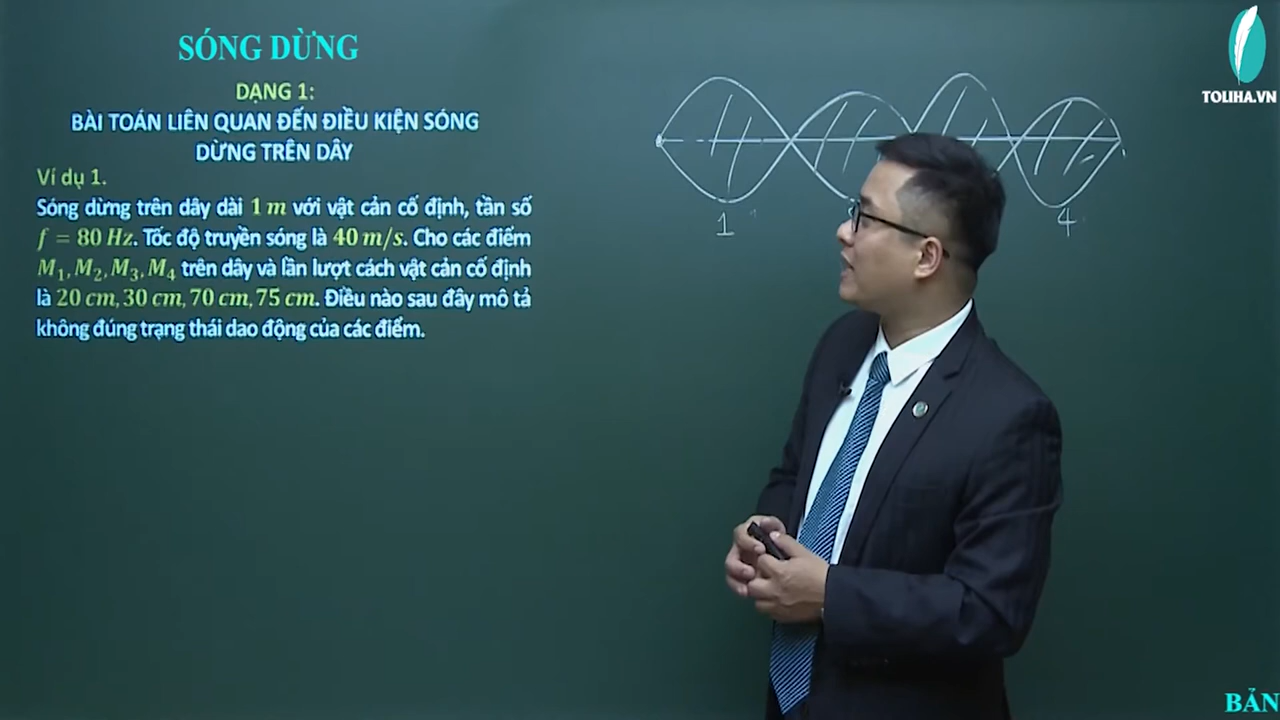 SÓNG DỪNG
DẠNG 1:
BÀI TOÁN LIÊN QUAN ĐẾN ĐIỀU KIỆN SÓNG
DỪNG TRÊN DÂY
Ví dụ 1.
Sóng dừng trên dây dài 1 m với vật cản cố định, tần số
f = 80 Hz. Tốc độ truyền sóng là 40 m/s. Cho các điểm
M₁, M₂, M₃, M₄ trên dây và lần lượt cách vật cản cố định
là 20 cm, 30 cm, 70 cm, 75 cm. Điều nào sau đây mô tả
không đúng trạng thái dao động của các điểm.
1
4
TOLIHA.VN
BẢN